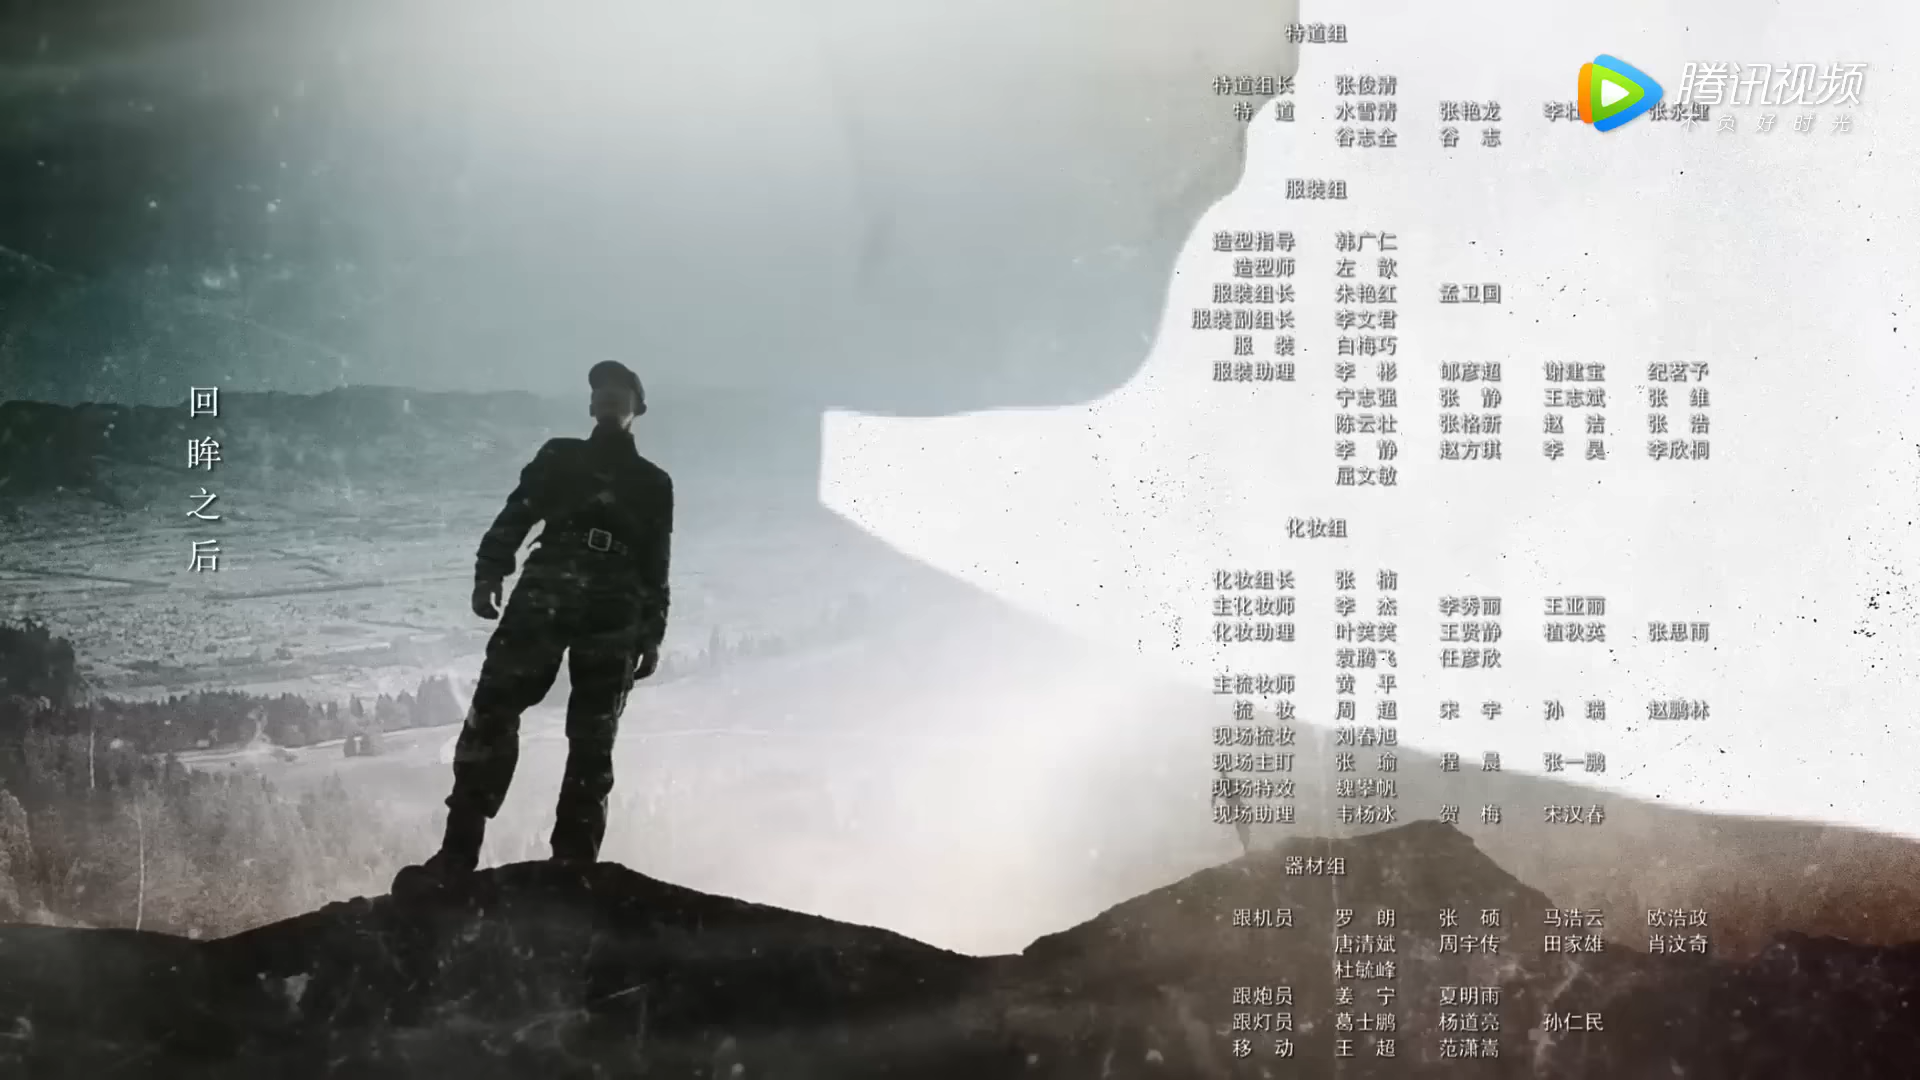 特道组
特道组长 张俊清
特 道 水雪清 张艳龙 李壮 张永健
谷志全 谷 志
腾讯视频
不负好时光
服装组
造型指导 韩广仁
造型师 左 歆
服装组长 朱艳红 孟卫国
服装副组长 李文君
服 装 白梅巧
服装助理 李 彬 邮彦超 谢建宝 纪茗予
宁志强 张 静 王志斌 张 维
陈云壮 张格新 赵 洁 张 浩
李 静 赵方琪 李 昊 李欣桐
屈文敏
回眸之后
化妆组
化妆组长 张 楠
主化妆师 李 杰 李秀丽 王亚丽
化妆助理 叶笑笑 王贤静 植秋英 张思雨
袁腾飞 任彦欣
主梳妆师 黄 平
梳 妆 周 超 宋 宇 孙 瑞 赵鹏林
现场梳妆 刘春旭
现场主盯 张 瑜 程 晨 张一鹏
现场特效 魏攀帆
现场助理 韦杨冰 贺 梅 宋汉春
器材组
跟机员 罗 朗 张 硕 马浩云 欧浩政
唐清斌 周宇传 田家雄 肖汶奇
杜毓峰
跟炮员 姜 宁 夏明雨
跟灯员 葛士鹏 杨道亮 孙仁民
移 动 王 超 范潇嵩